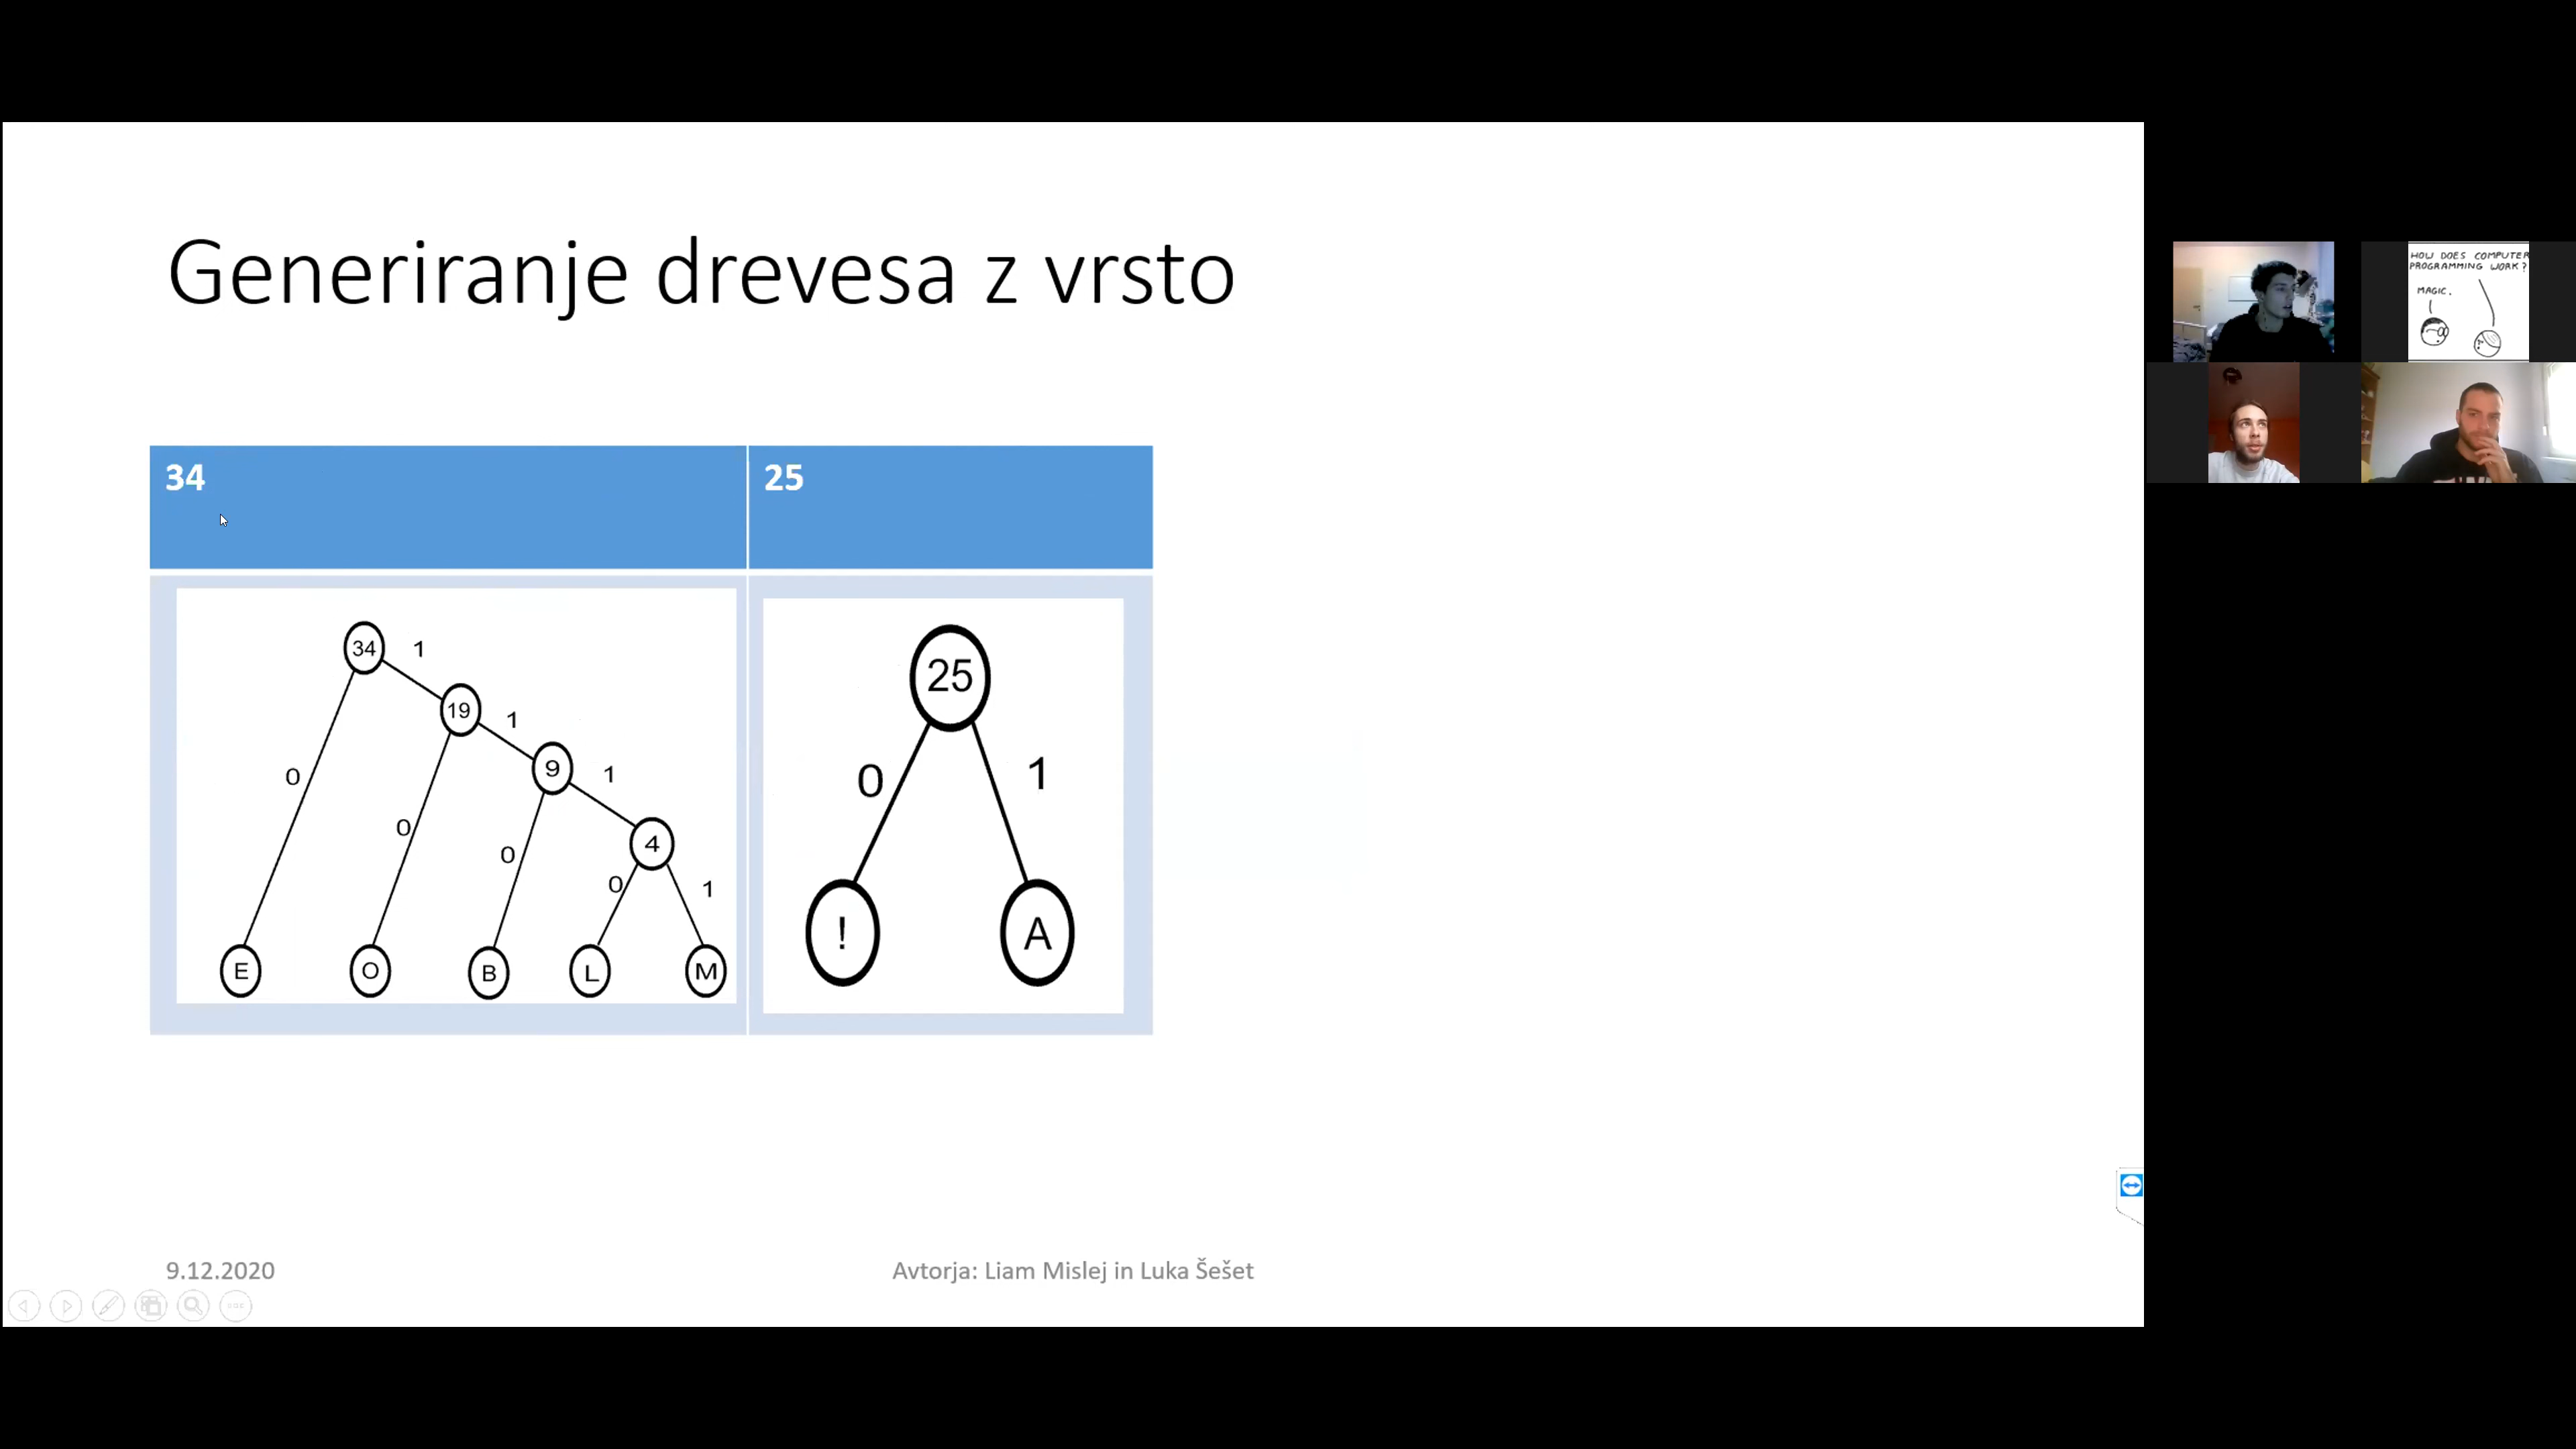 Generiranje drevesa z vrsto
34
25
34
1
19
1
0
9
1
0
4
0
0
1
E
O
B
L
M
25
0
1
!
A
9.12.2020
Avtorja: Liam Mislej in Luka Šešet
HOW DOES COMPUTER
PROGRAMMING WORK?
MAGIC.